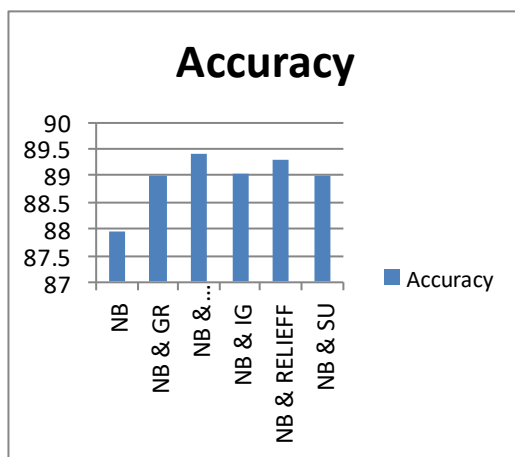 Accuracy
90
89.5
89
88.5
88
87.5
87
NB
NB & GR
NB & ...
NB & IG
NB & RELIEFF
NB & SU
Accuracy